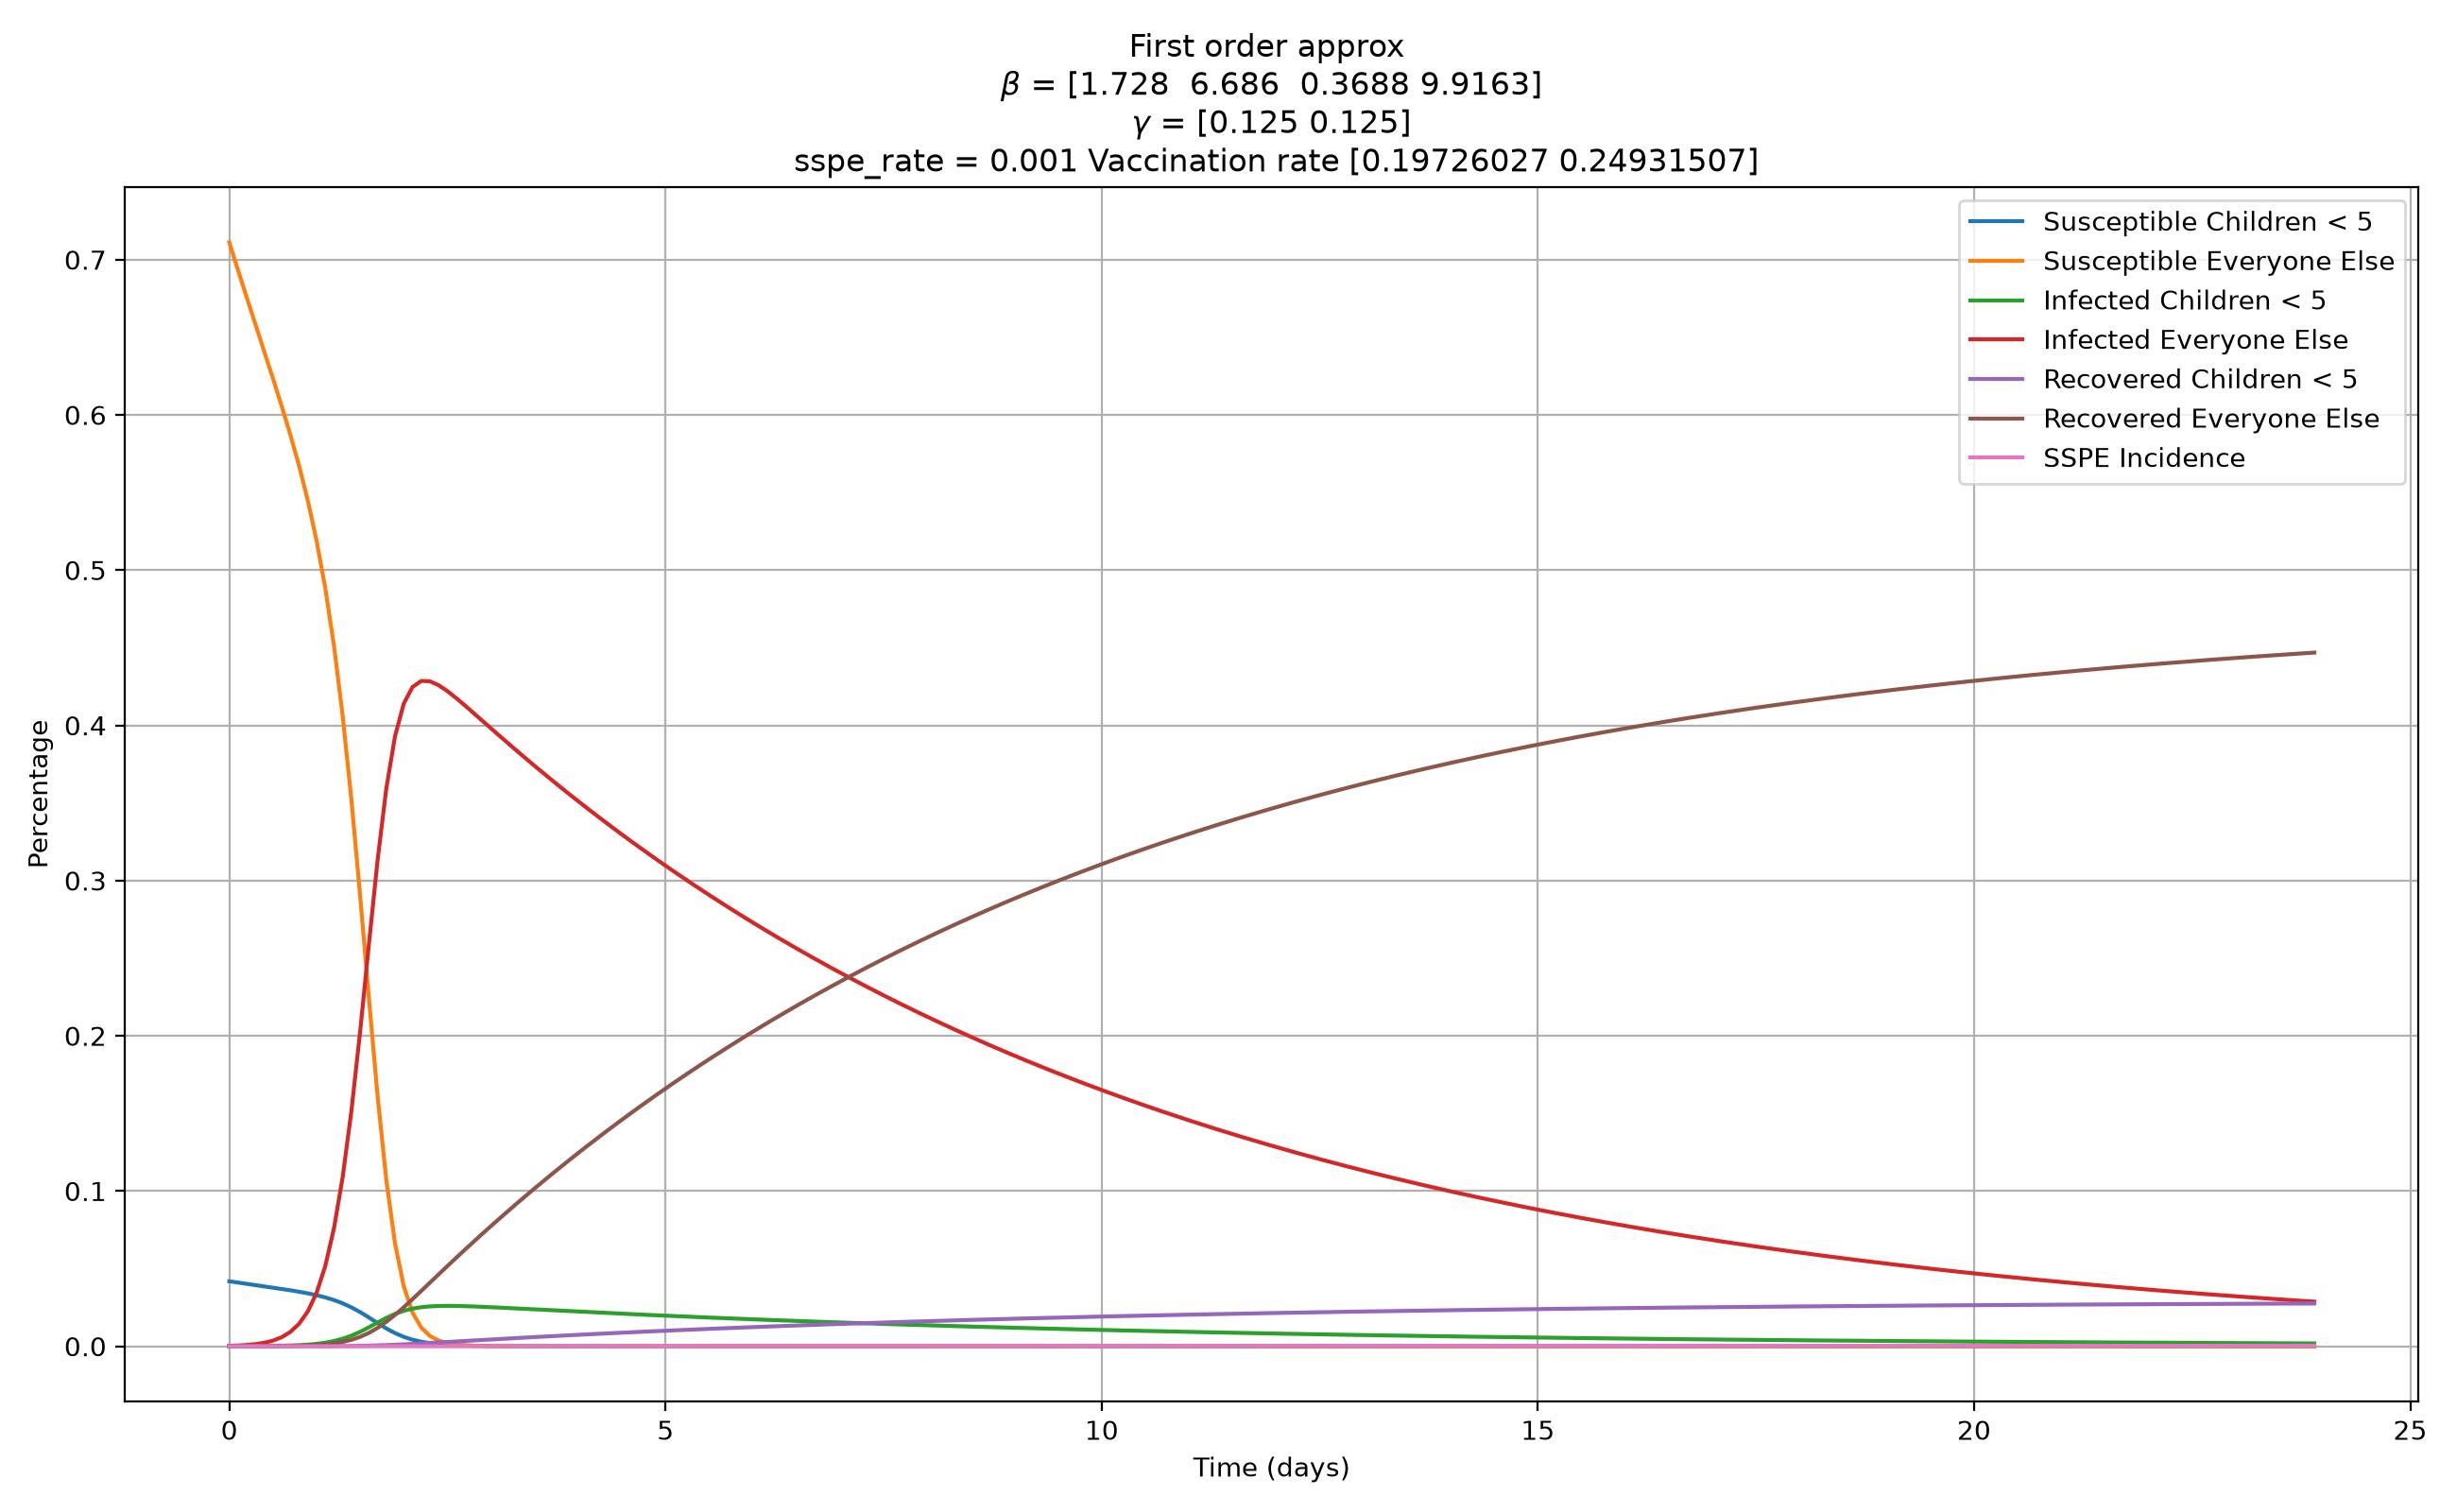 First order approx
β = [1.728  6.686  0.3688 9.9163]
γ = [0.125 0.125]
sspe_rate = 0.001 Vaccination rate [0.19726027 0.24931507]
Susceptible Children < 5
Susceptible Everyone Else
Infected Children < 5
Infected Everyone Else
Recovered Children < 5
Recovered Everyone Else
SSPE Incidence
0.7
0.6
0.5
0.4
0.3
0.2
0.1
0.0
Percentage
0 5 10 15 20 25
Time (days)